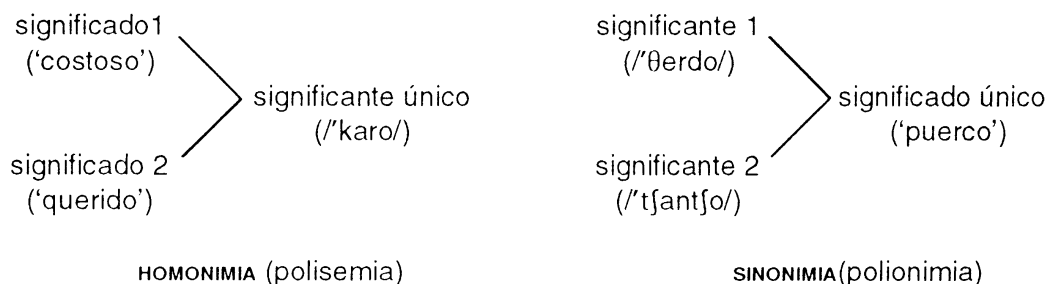 significado1
('costoso')
significante único
(/'karo/)
significado 2
('querido')
HOMONIMIA (polisemia)
significante 1
(/'θerdo/)
significado único
('puerco')
significante 2
(/'tʃantʃo/)
SINONIMIA(polionimia)